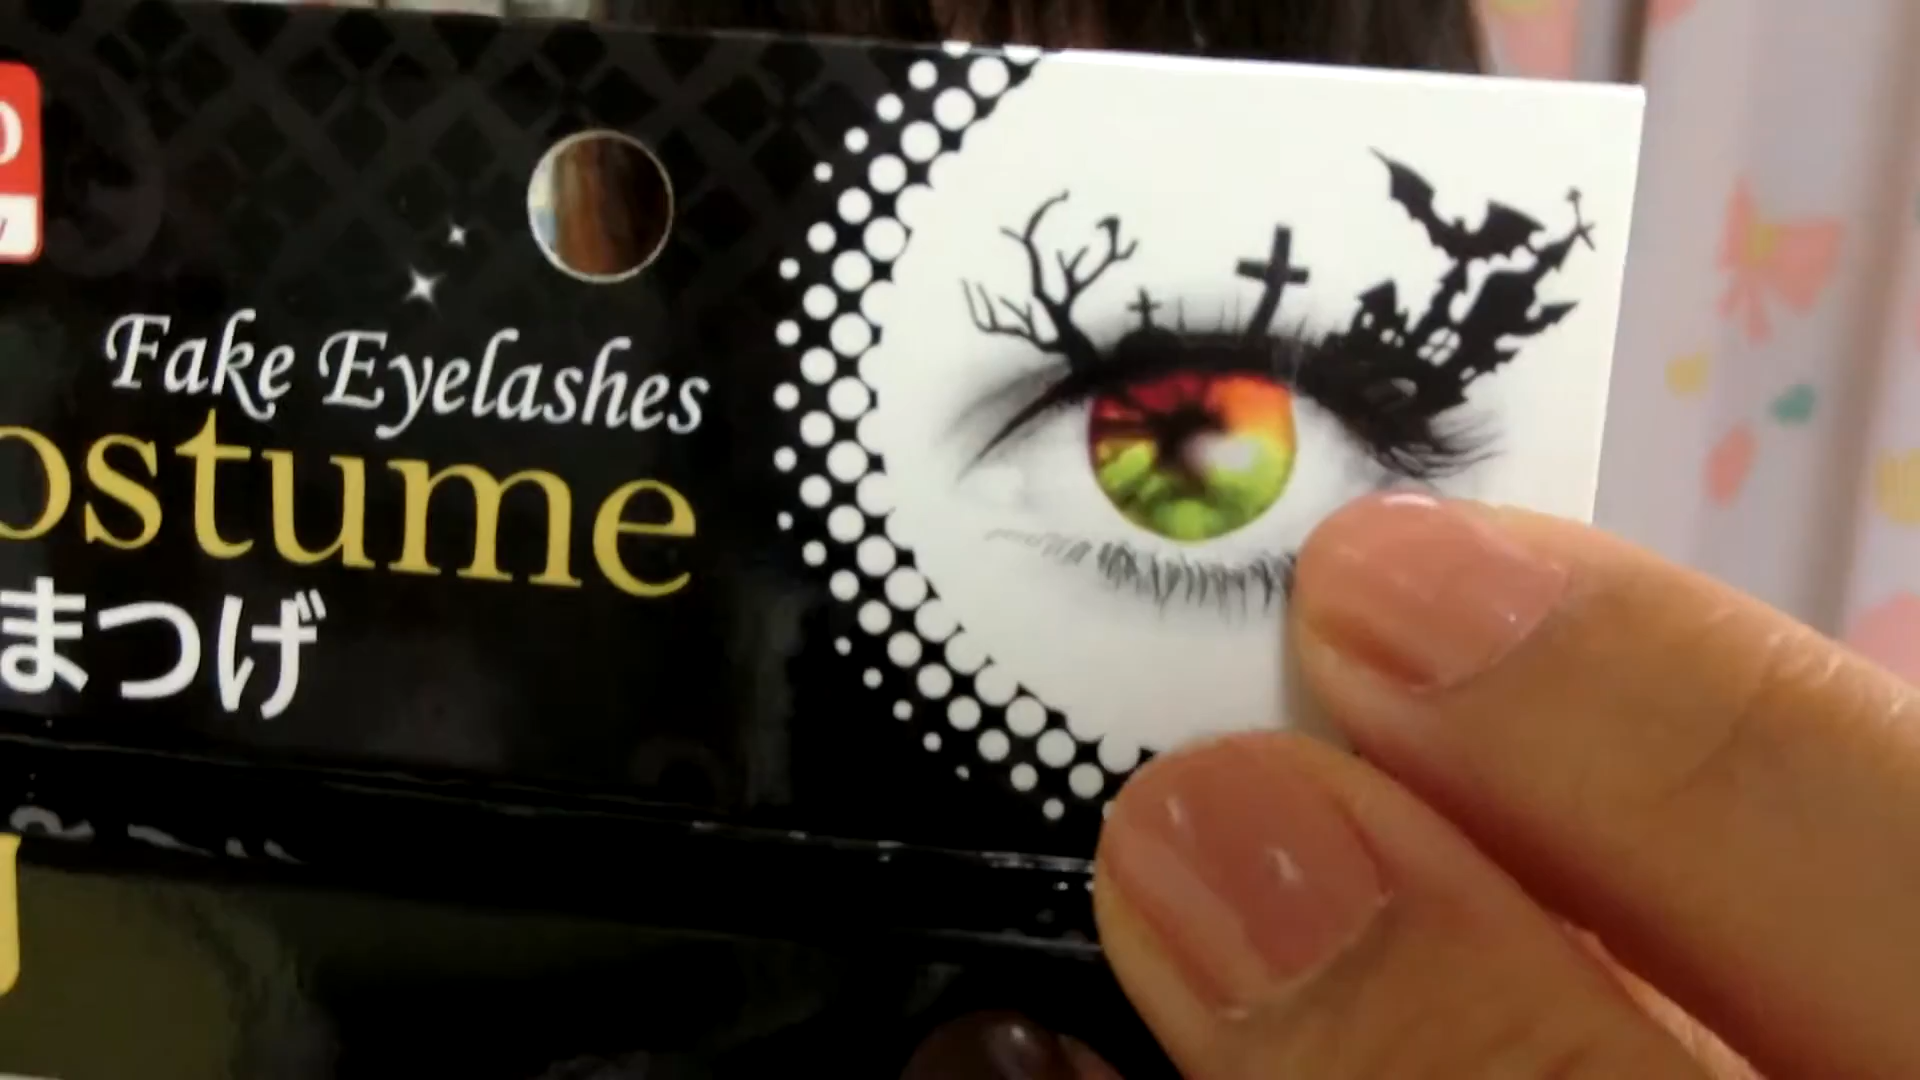 Fake Eyelashes
ostume
まつげ